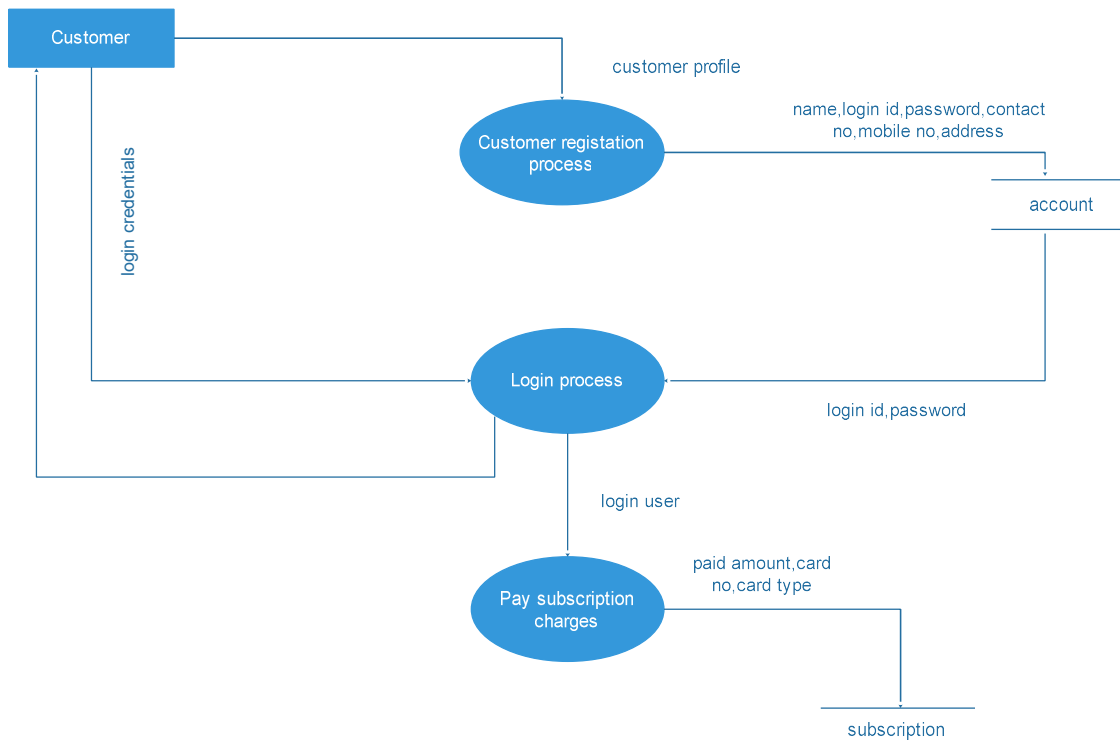 Customer
customer profile
name,login id,password,contact
no,mobile no,address
Customer registation
process
account
login credentials
Login process
login id,password
login user
paid amount,card
no,card type
Pay subscription
charges
subscription